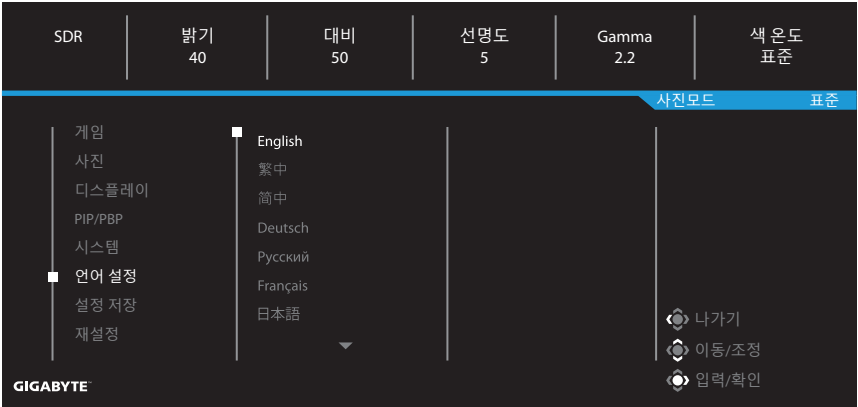 SDR
밝기
40
대비
50
선명도
5
Gamma
2.2
색 온도
표준
사진모드 표준
게임
사진
디스플레이
PIP/PBP
시스템
언어 설정
설정 저장
재설정
English
繁中
简中
Deutsch
Русский
Français
日本語
나가기
이동/조정
입력/확인
GIGABYTE™